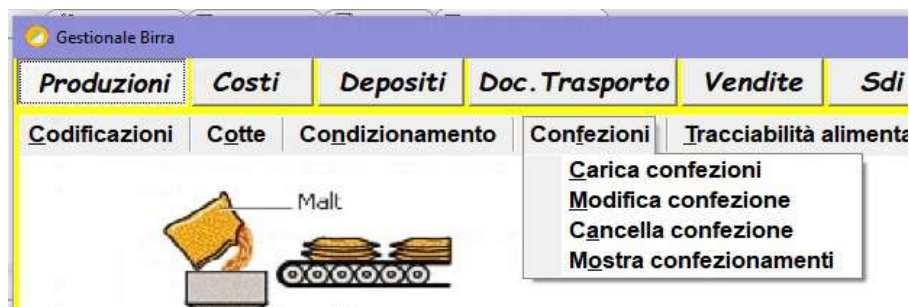 Gestionale Birra
Produzioni Costi Depositi Doc.Trasporto Vendite Sdi
Codificazioni Cotte Condizionamento Confezioni Tracciabilità
Carica confezioni
Modifica confezione
Malt
Cancella confezione
Mostra confezionamenti